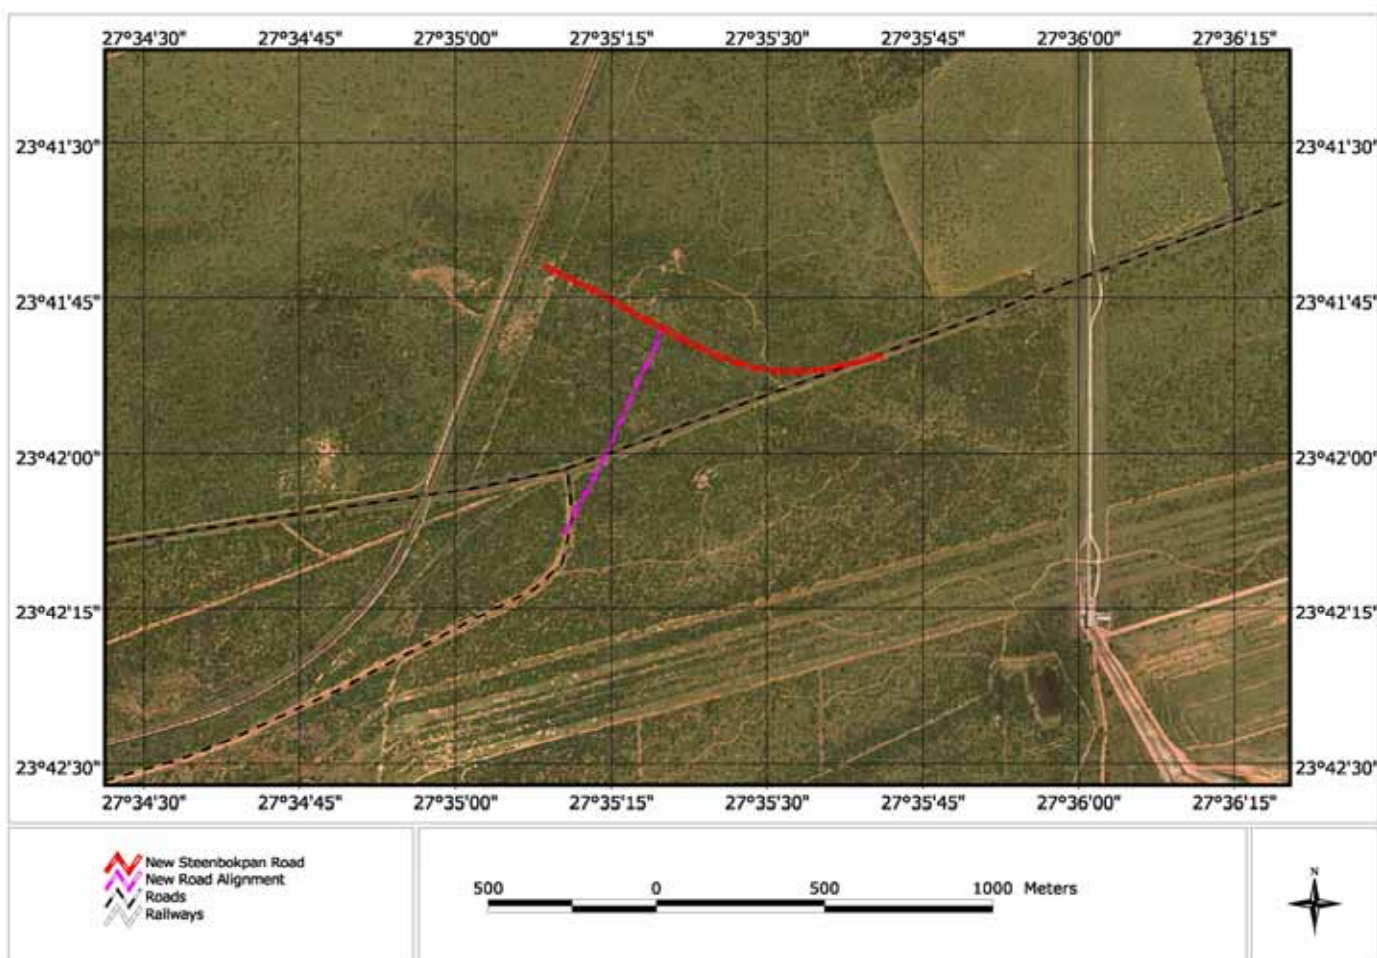 27°34'30" 27°34'45" 27°35'00" 27°35'15" 27°35'30" 27°35'45" 27°36'00" 27°36'15"
23°41'30" 23°41'30"
23°41'45" 23°41'45"
23°42'00" 23°42'00"
23°42'15" 23°42'15"
23°42'30" 23°42'30"
27°34'30" 27°34'45" 27°35'00" 27°35'15" 27°35'30" 27°35'45" 27°36'00" 27°36'15"
New Steenbokpan Road
New Road Alignment
Roads
Railways
500 0 500 1000 Meters
N